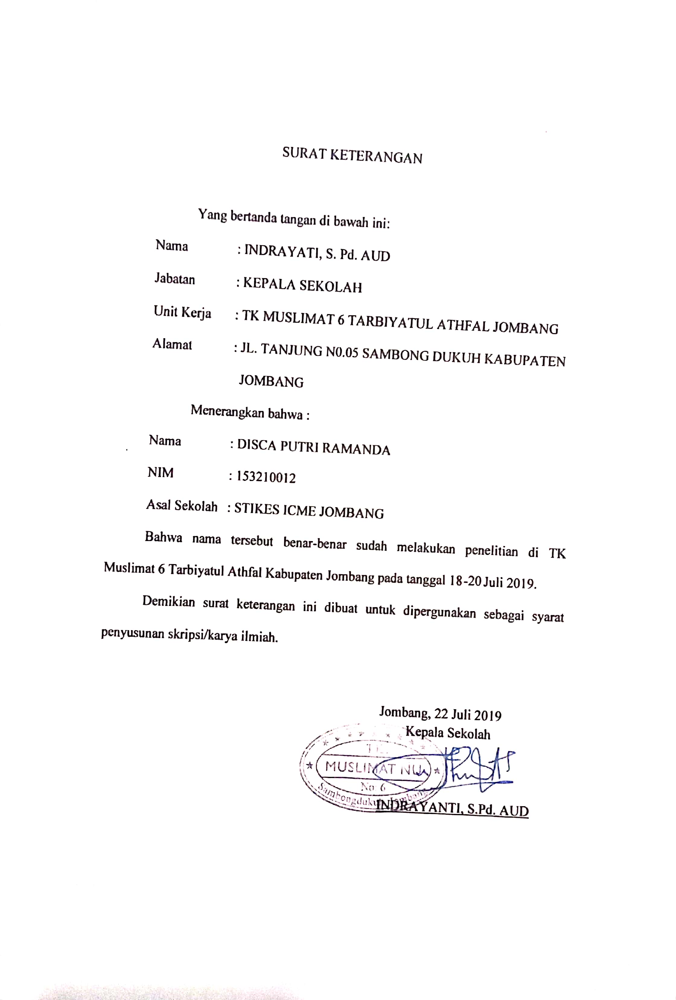 SURAT KETERANGAN
Yang bertanda tangan di bawah ini:
Nama : INDRAYATI, S. Pd. AUD
Jabatan : KEPALA SEKOLAH
Unit Kerja : TK MUSLIMAT 6 TARBIYATUL ATHFAL JOMBANG
Alamat : JL. TANJUNG N0.05 SAMBONG DUKUH KABUPATEN
JOMBANG
Menerangkan bahwa :
Nama : DISCA PUTRI RAMANDA
NIM : 153210012
Asal Sekolah : STIKES ICME JOMBANG
Bahwa nama tersebut benar-benar sudah melakukan penelitian di TK
Muslimat 6 Tarbiyatul Athfal Kabupaten Jombang pada tanggal 18-20 Juli 2019.
Demikian surat keterangan ini dibuat untuk dipergunakan sebagai syarat
penyusunan skripsi/karya ilmiah.
Jombang, 22 Juli 2019
Kepala Sekolah
MUSLIMAT NU
No 6
Sambongdukuh Jombang
INDRAYANTI, S.Pd. AUD